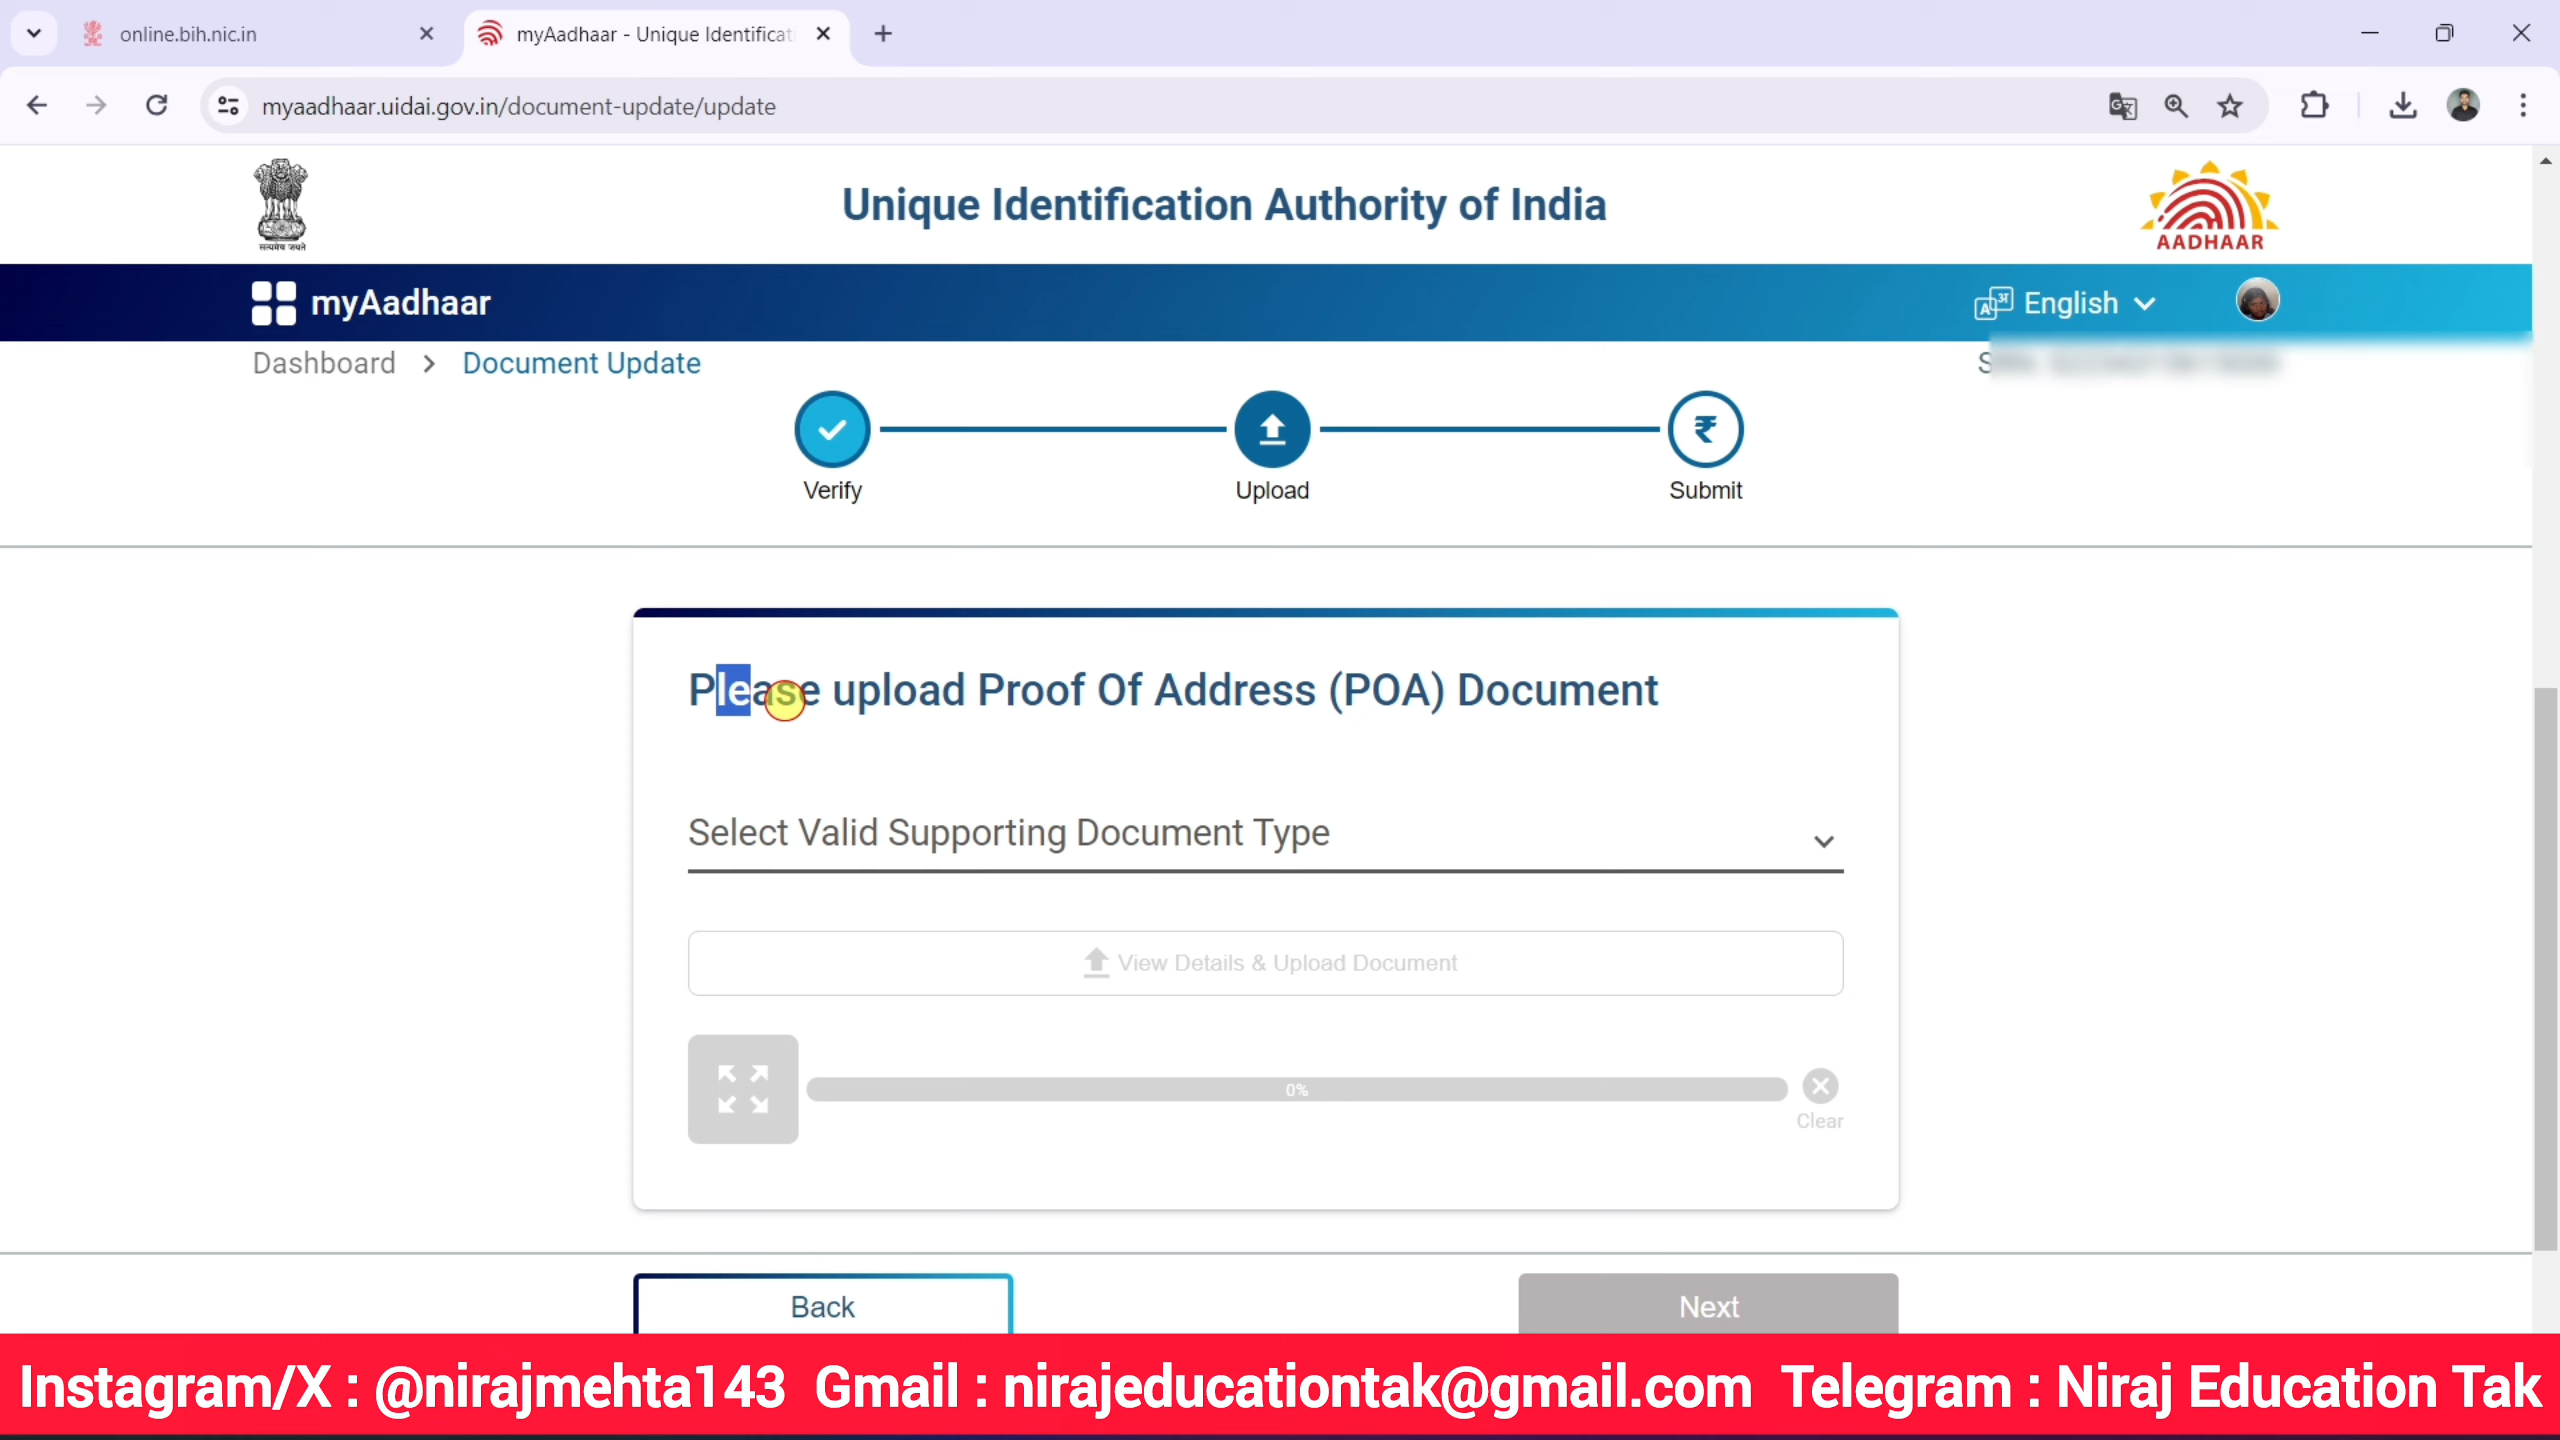 online.bih.nic.in
myAadhaar - Unique Identificat
myaadhaar.uidai.gov.in/document-update/update
सत्यमेव जयते
Unique Identification Authority of India
AADHAAR
myAadhaar
English
Dashboard > Document Update
Verify
Upload
Submit
Please upload Proof Of Address (POA) Document
Select Valid Supporting Document Type
View Details & Upload Document
0%
Clear
Back
Next
Instagram/X : @nirajmehta143 Gmail : nirajeducationtak@gmail.com Telegram : Niraj Education Tak